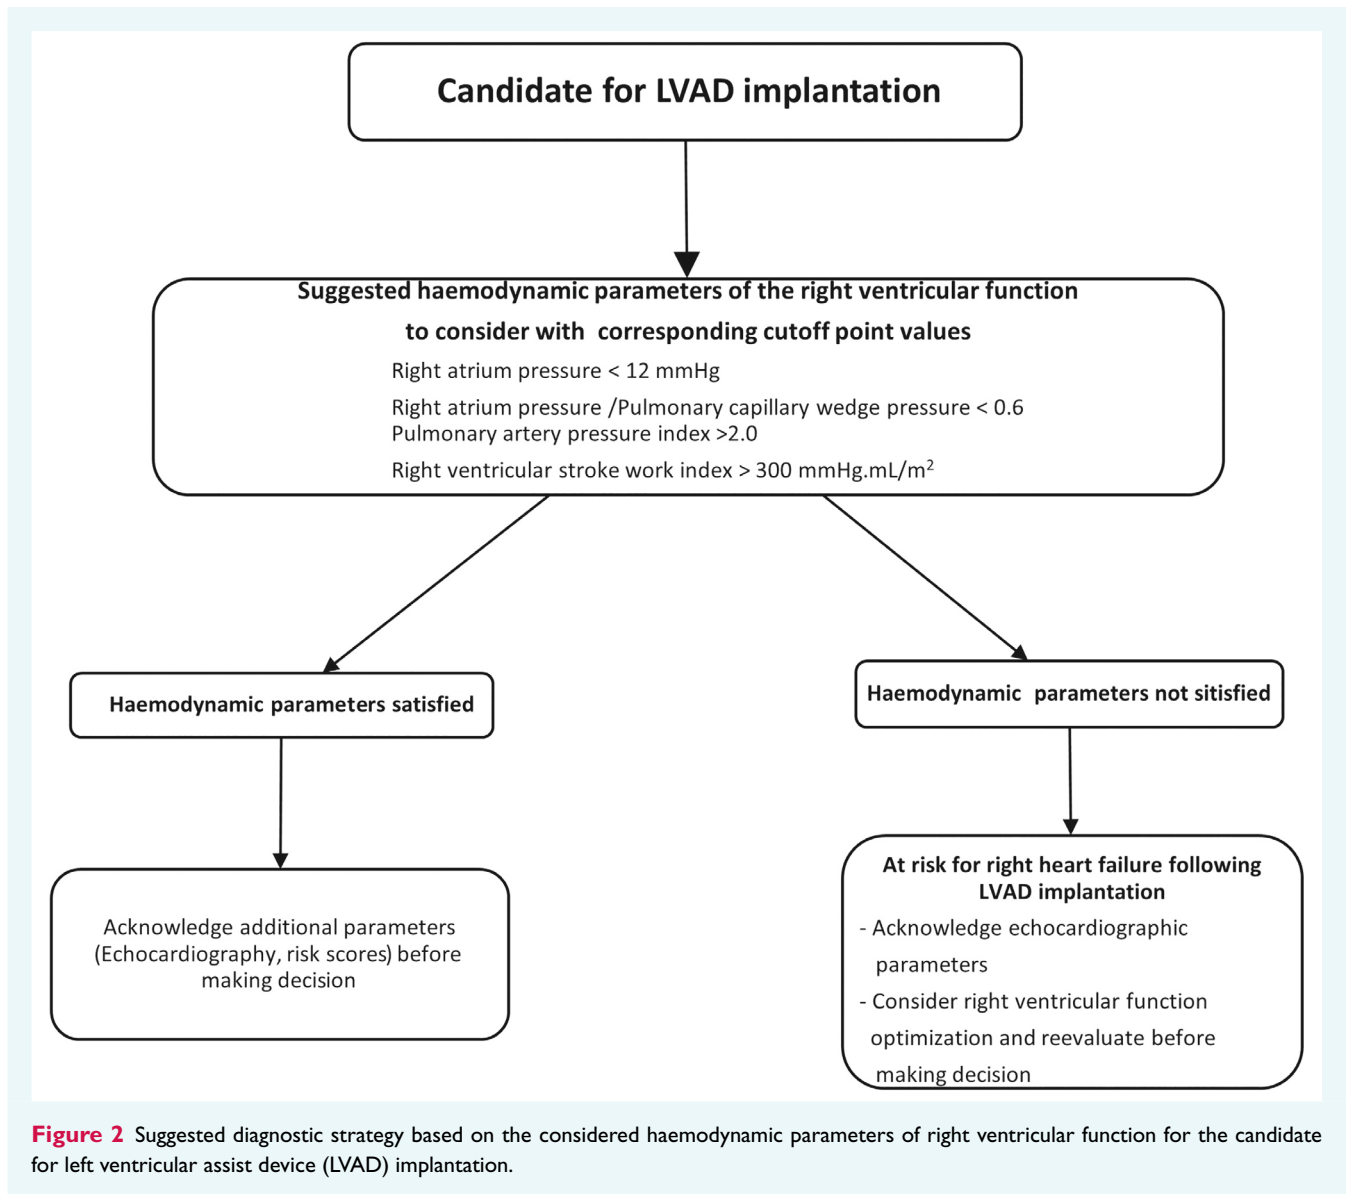 Candidate for LVAD implantation
Suggested haemodynamic parameters of the right ventricular function
to consider with corresponding cutoff point values
Right atrium pressure < 12 mmHg
Right atrium pressure /Pulmonary capillary wedge pressure < 0.6
Pulmonary artery pressure index >2.0
Right ventricular stroke work index > 300 mmHg.mL/m²
Haemodynamic parameters satisfied
Haemodynamic parameters not sitisfied
Acknowledge additional parameters
(Echocardiography, risk scores) before
making decision
At risk for right heart failure following
LVAD implantation
- Acknowledge echocardiographic
parameters
- Consider right ventricular function
optimization and reevaluate before
making decision
Figure 2 Suggested diagnostic strategy based on the considered haemodynamic parameters of right ventricular function for the candidate
for left ventricular assist device (LVAD) implantation.